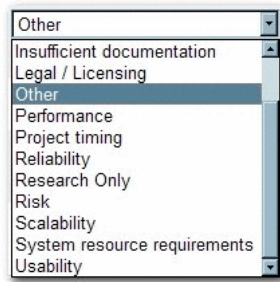 Other
Insufficient documentation
Legal / Licensing
Other
Performance
Project timing
Reliability
Research Only
Risk
Scalability
System resource requirements
Usability